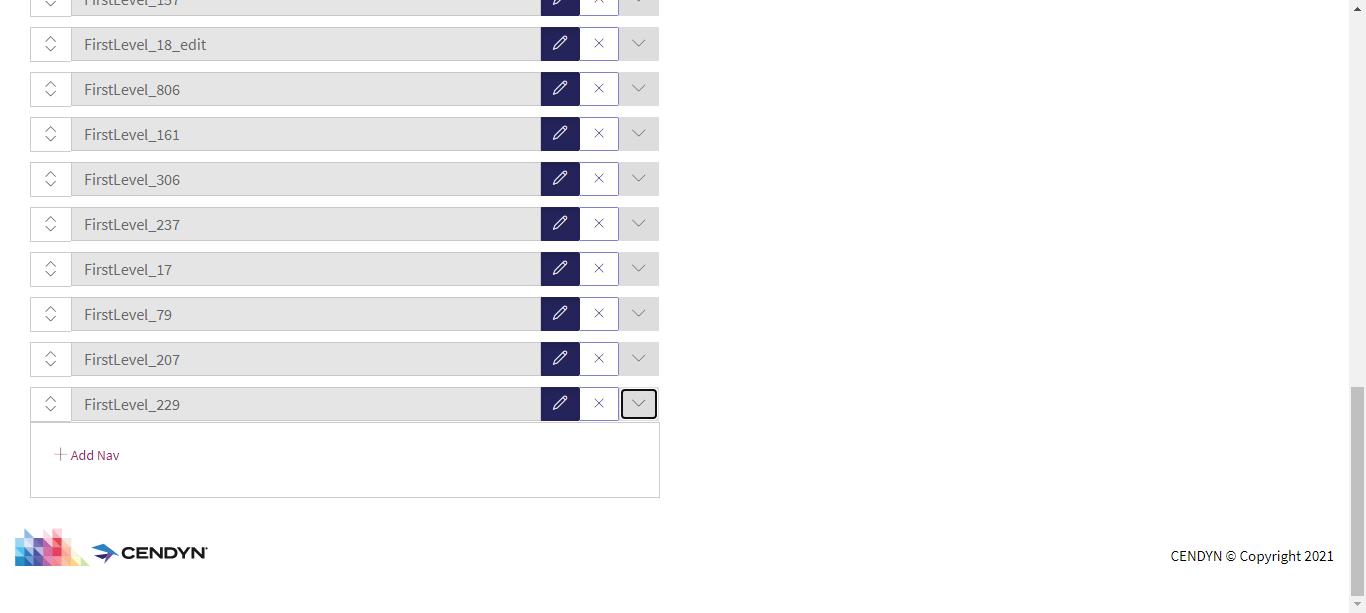 FirstLevel_157
FirstLevel_18_edit
FirstLevel_806
FirstLevel_161
FirstLevel_306
FirstLevel_237
FirstLevel_17
FirstLevel_79
FirstLevel_207
FirstLevel_229
Add Nav
CENDYN
CENDYN © Copyright 2021